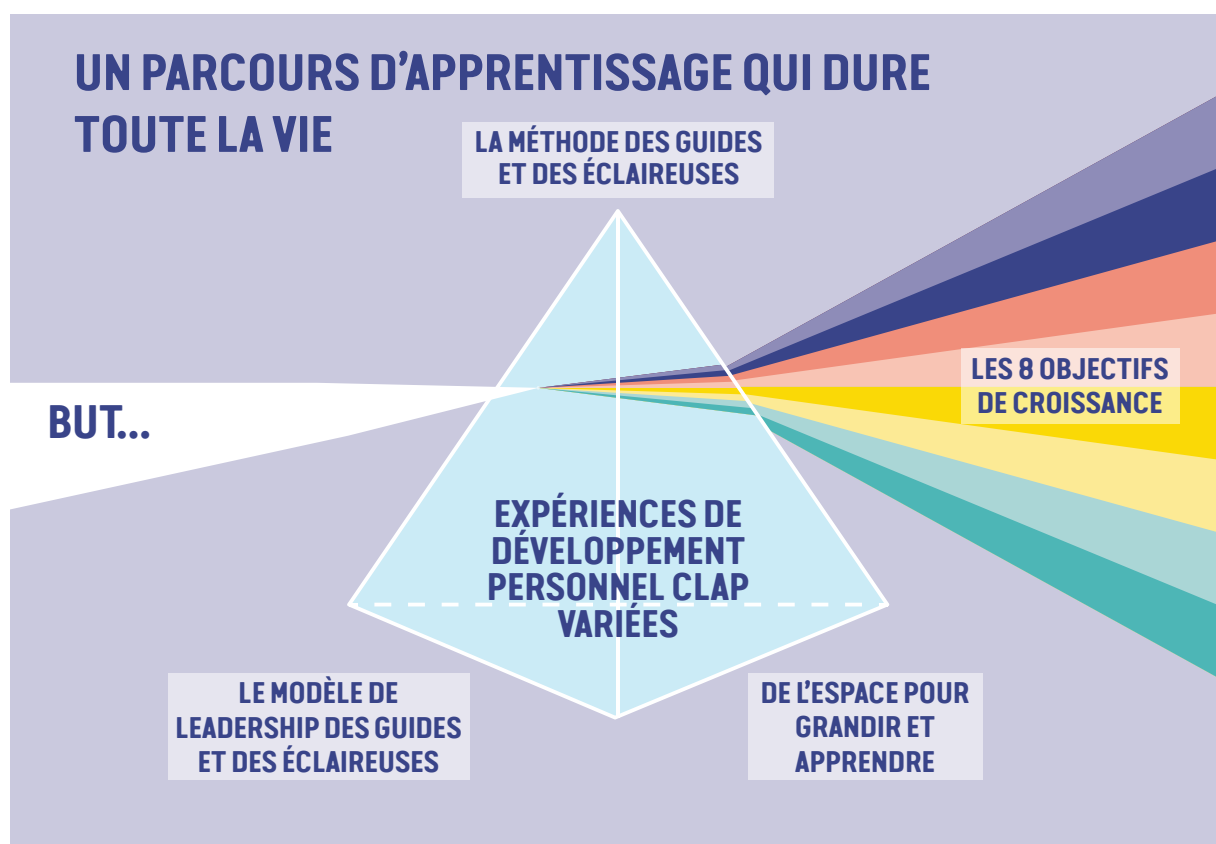 UN PARCOURS D'APPRENTISSAGE QUI DURE
TOUTE LA VIE
LA MÉTHODE DES GUIDES
ET DES ÉCLAIREUSES
BUT...
LES 8 OBJECTIFS
DE CROISSANCE
EXPÉRIENCES DE
DÉVELOPPEMENT
PERSONNEL CLAP
VARIÉES
LE MODÈLE DE
LEADERSHIP DES GUIDES
ET DES ÉCLAIREUSES
DE L'ESPACE POUR
GRANDIR ET
APPRENDRE